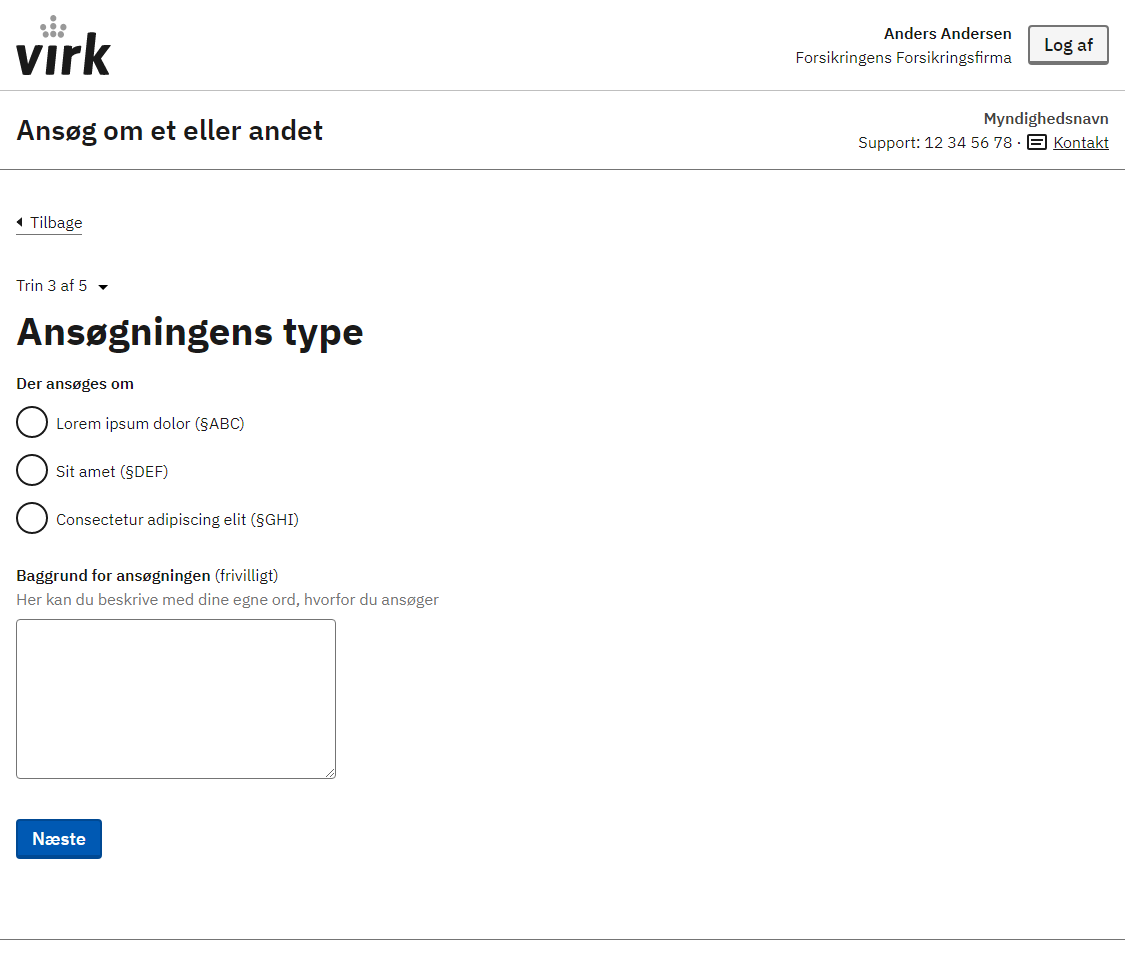 virk
Anders Andersen
Forsikringens Forsikringsfirma
Log af
Ansøg om et eller andet
Myndighedsnavn
Support: 12 34 56 78 · Kontakt
Tilbage
Trin 3 af 5
Ansøgningens type
Der ansøges om
Lorem ipsum dolor (§ABC)
Sit amet (§DEF)
Consectetur adipiscing elit (§GHI)
Baggrund for ansøgningen (frivilligt)
Her kan du beskrive med dine egne ord, hvorfor du ansøger
Næste